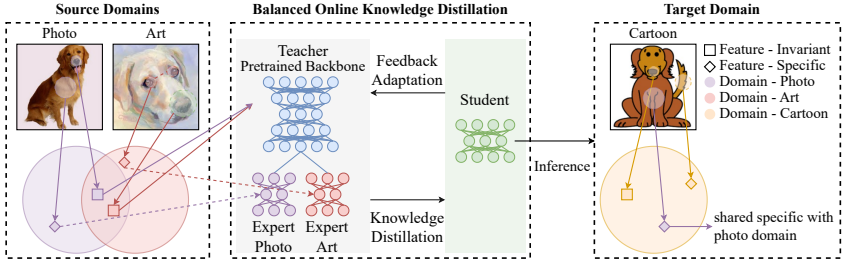 Source Domains
Photo
Art
Balanced Online Knowledge Distillation
Teacher
Pretrained Backbone
Feedback
Adaptation
Student
Expert
Photo
Expert
Art
Knowledge
Distillation
Inference
Target Domain
Cartoon
Feature - Invariant
Feature - Specific
Domain - Photo
Domain - Art
Domain - Cartoon
shared specific with
photo domain